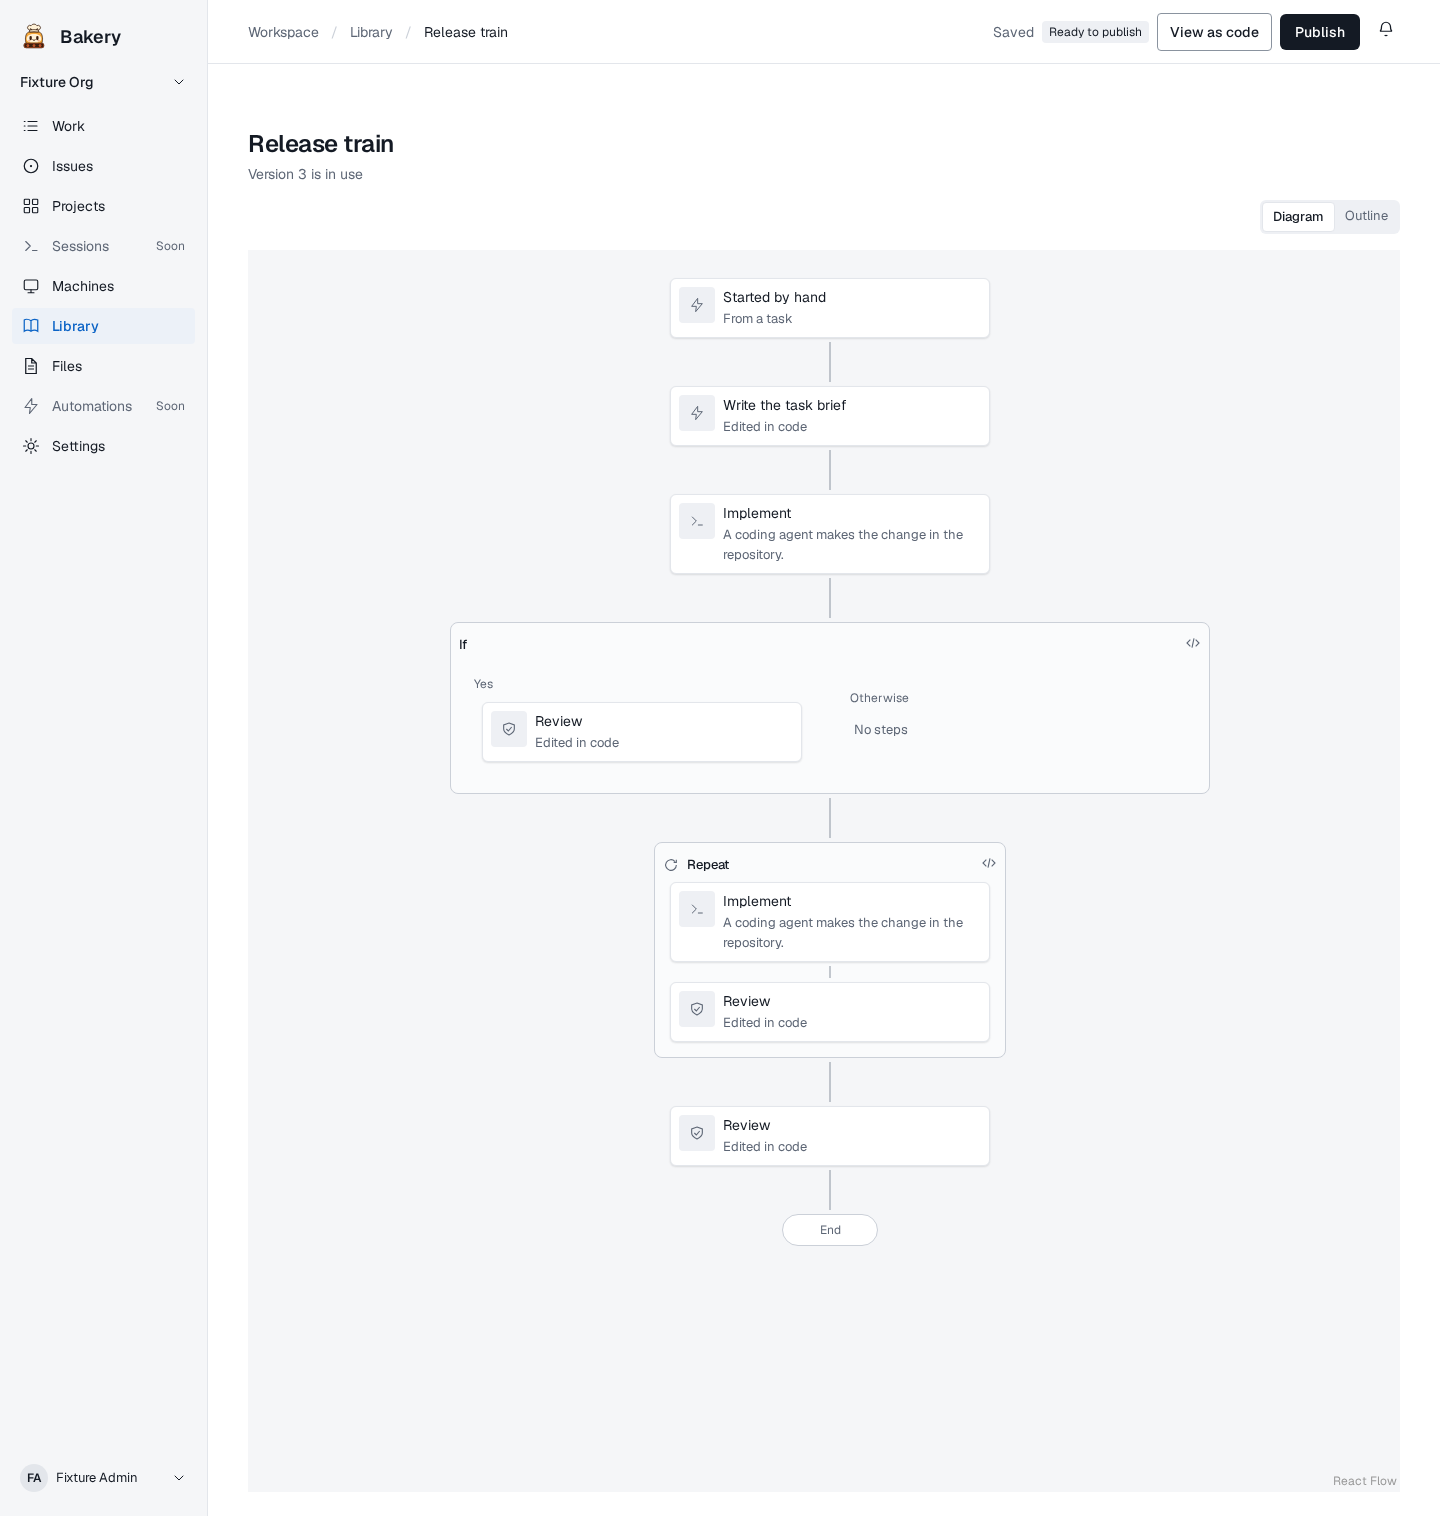 Bakery
Fixture Org
Work
Issues
Projects
Sessions Soon
Machines
Library
Files
Automations Soon
Settings
FA Fixture Admin
Workspace / Library / Release train
Saved Ready to publish View as code Publish
Release train
Version 3 is in use
Diagram Outline
Started by hand
From a task
Write the task brief
Edited in code
Implement
A coding agent makes the change in the
repository.
If
Yes
Review
Edited in code
Otherwise
No steps
Repeat
Implement
A coding agent makes the change in the
repository.
Review
Edited in code
Review
Edited in code
End
React Flow